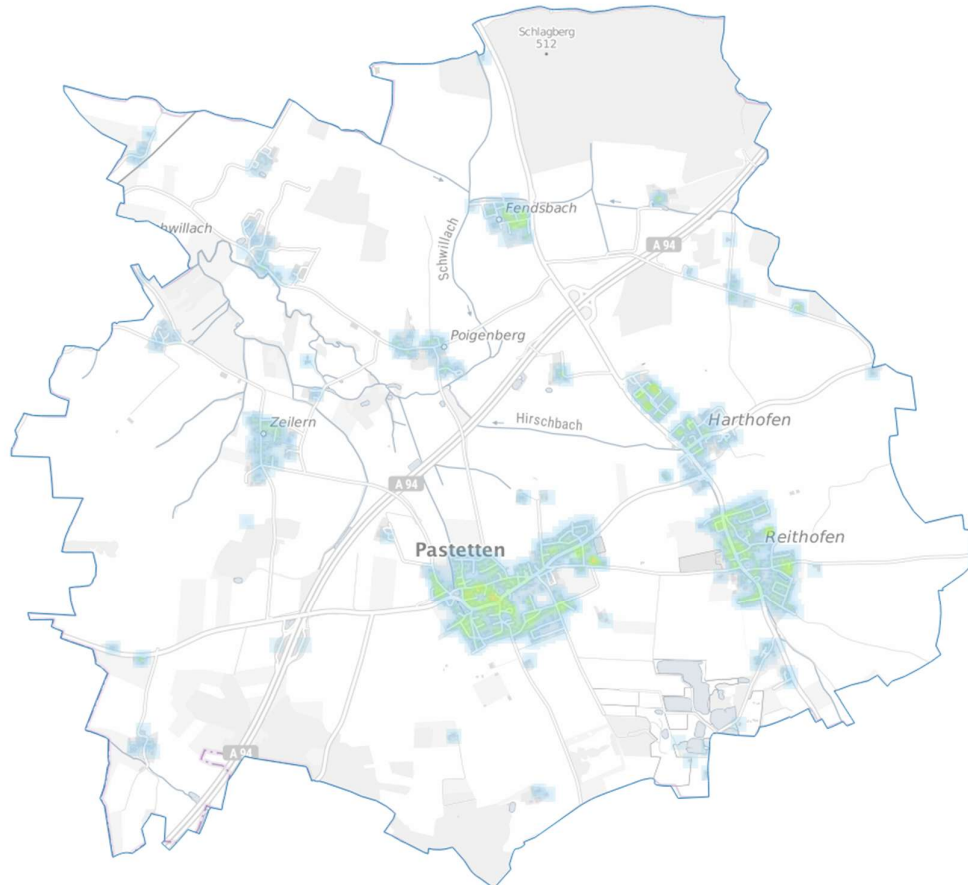 Schlagberg
512
Fendsbach
hwillach
A 94
Schwillach
Poigenberg
Hirschbach
Harthofen
Zeilern
A 94
Pastetten
Reithofen
A 94